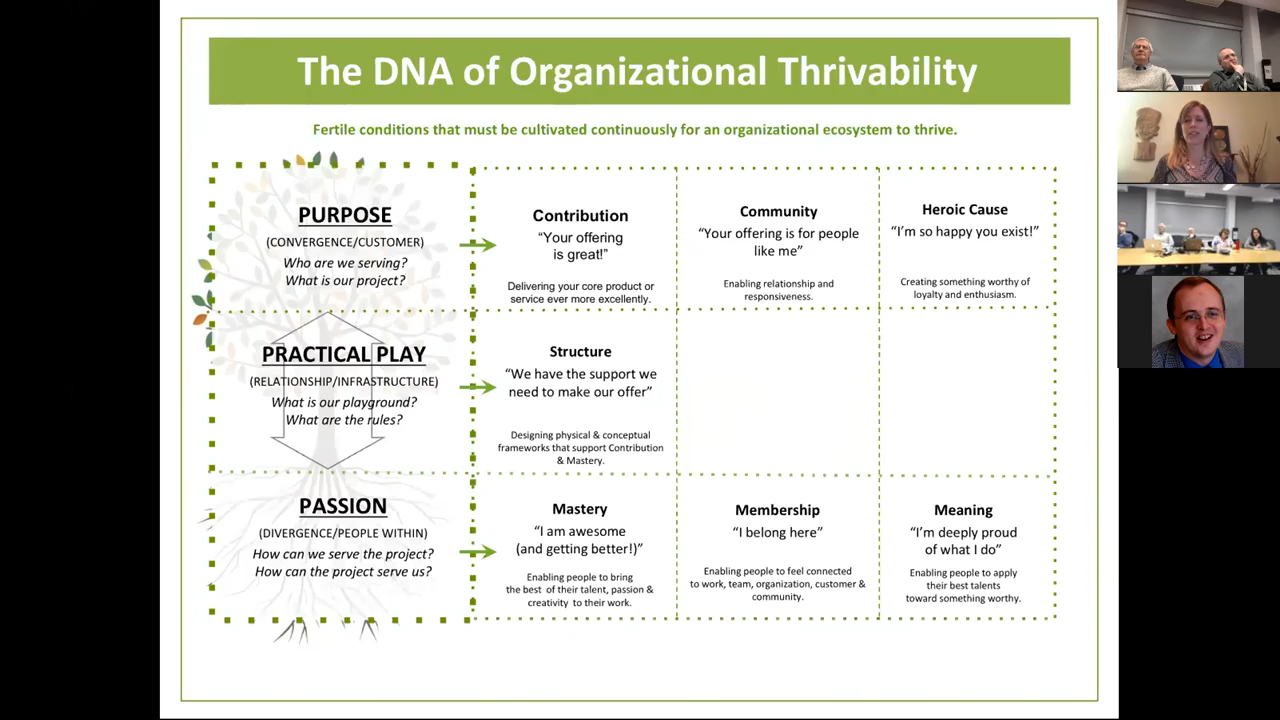 The DNA of Organizational Thrivability
Fertile conditions that must be cultivated continuously for an organizational ecosystem to thrive.
PURPOSE
(CONVERGENCE/CUSTOMER)
Who are we serving?
What is our project?
Contribution
“Your offering
is great!”
Delivering your core product or
service ever more excellently.
Community
“Your offering is for people
like me”
Enabling relationship and
responsiveness.
Heroic Cause
“I’m so happy you exist!”
Creating something worthy of
loyalty and enthusiasm.
PRACTICAL PLAY
(RELATIONSHIP/INFRASTRUCTURE)
What is our playground?
What are the rules?
Structure
“We have the support we
need to make our offer”
Designing physical & conceptual
frameworks that support Contribution
& Mastery.
PASSION
(DIVERGENCE/PEOPLE WITHIN)
How can we serve the project?
How can the project serve us?
Mastery
“I am awesome
(and getting better!)”
Enabling people to bring
the best of their talent, passion &
creativity to their work.
Membership
“I belong here”
Enabling people to feel connected
to work, team, organization, customer &
community.
Meaning
“I’m deeply proud
of what I do”
Enabling people to apply
their best talents
toward something worthy.